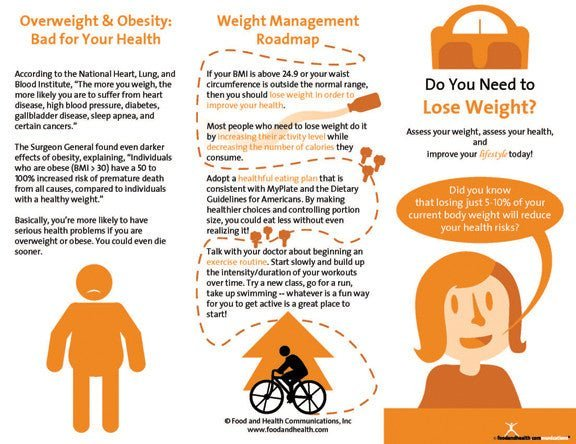 Overweight & Obesity:
Bad for Your Health
According to the National Heart, Lung, and
Blood Institute, "The more you weigh, the
more likely you are to suffer from heart
disease, high blood pressure, diabetes,
gallbladder disease, sleep apnea, and
certain cancers."
The Surgeon General found even darker
effects of obesity, explaining, "Individuals
who are obese (BMI > 30) have a 50 to
100% increased risk of premature death
from all causes, compared to individuals
with a healthy weight."
Basically, you're more likely to have
serious health problems if you are
overweight or obese. You could even die
sooner.
Weight Management
Roadmap
If your BMI is above 24.9 or your waist
circumference is outside the normal range,
then you should lose weight in order to
improve your health.
Most people who need to lose weight do it
by increasing their activity level while
decreasing the number of calories they
consume.
Adopt a healthful eating plan that is
consistent with MyPlate and the Dietary
Guidelines for Americans. By making
healthier choices and controlling portion
size, you could eat less without even
realizing it!
Talk with your doctor about beginning an
exercise routine. Start slowly and build up
the intensity/duration of your workouts
over time. Try a new class, go for a run,
take up swimming -- whatever is a fun way
for you to get active is a great place to
start!
© Food and Health Communications, Inc
www.foodandhealth.com
Do You Need to
Lose Weight?
Assess your weight, assess your health,
and
improve your lifestyle today!
Did you know
that losing just 5-10% of your
current body weight will reduce
your health risks?
foodandhealth communications